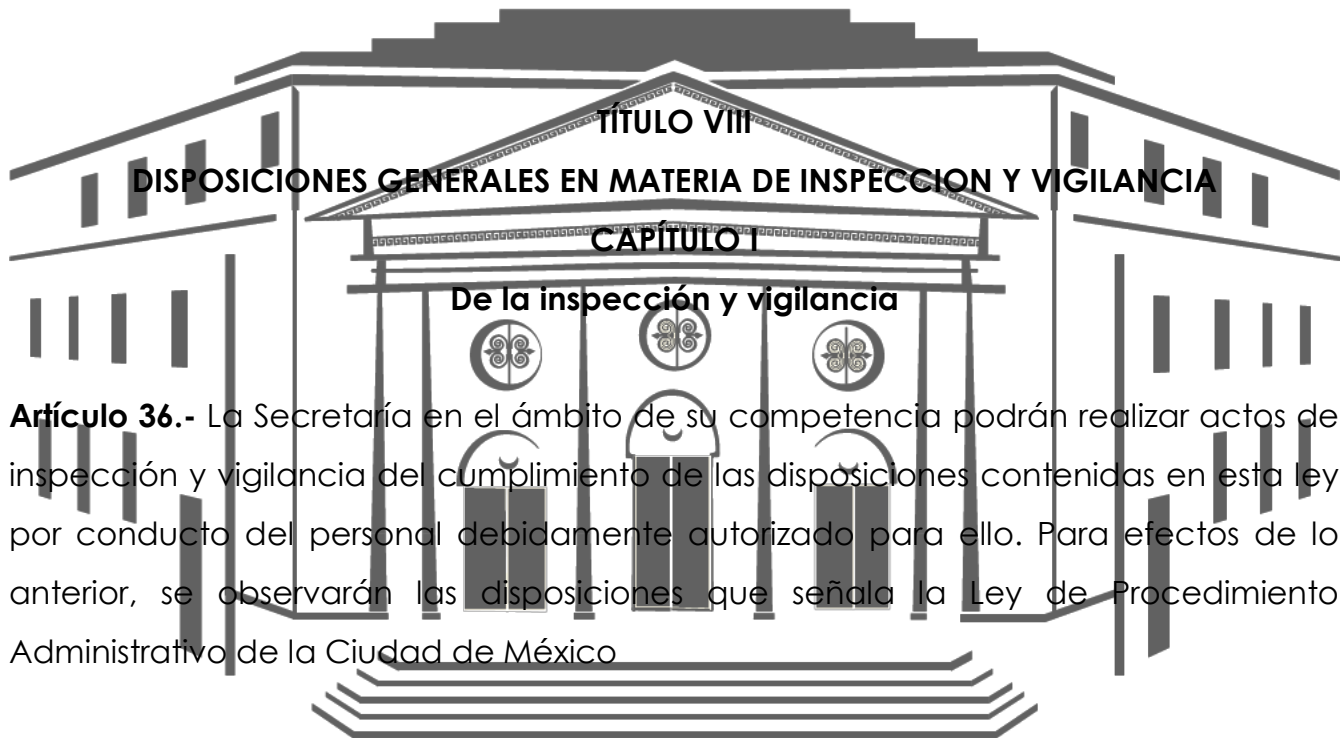 TÍTULO VIII
DISPOSICIONES GENERALES EN MATERIA DE INSPECCION Y VIGILANCIA
CAPÍTULO I
De la inspección y vigilancia
Artículo 36.- La Secretaría en el ámbito de su competencia podrán realizar actos de
inspección y vigilancia del cumplimiento de las disposiciones contenidas en esta ley
por conducto del personal debidamente autorizado para ello. Para efectos de lo
anterior, se observarán las disposiciones que señala la Ley de Procedimiento
Administrativo de la Ciudad de México